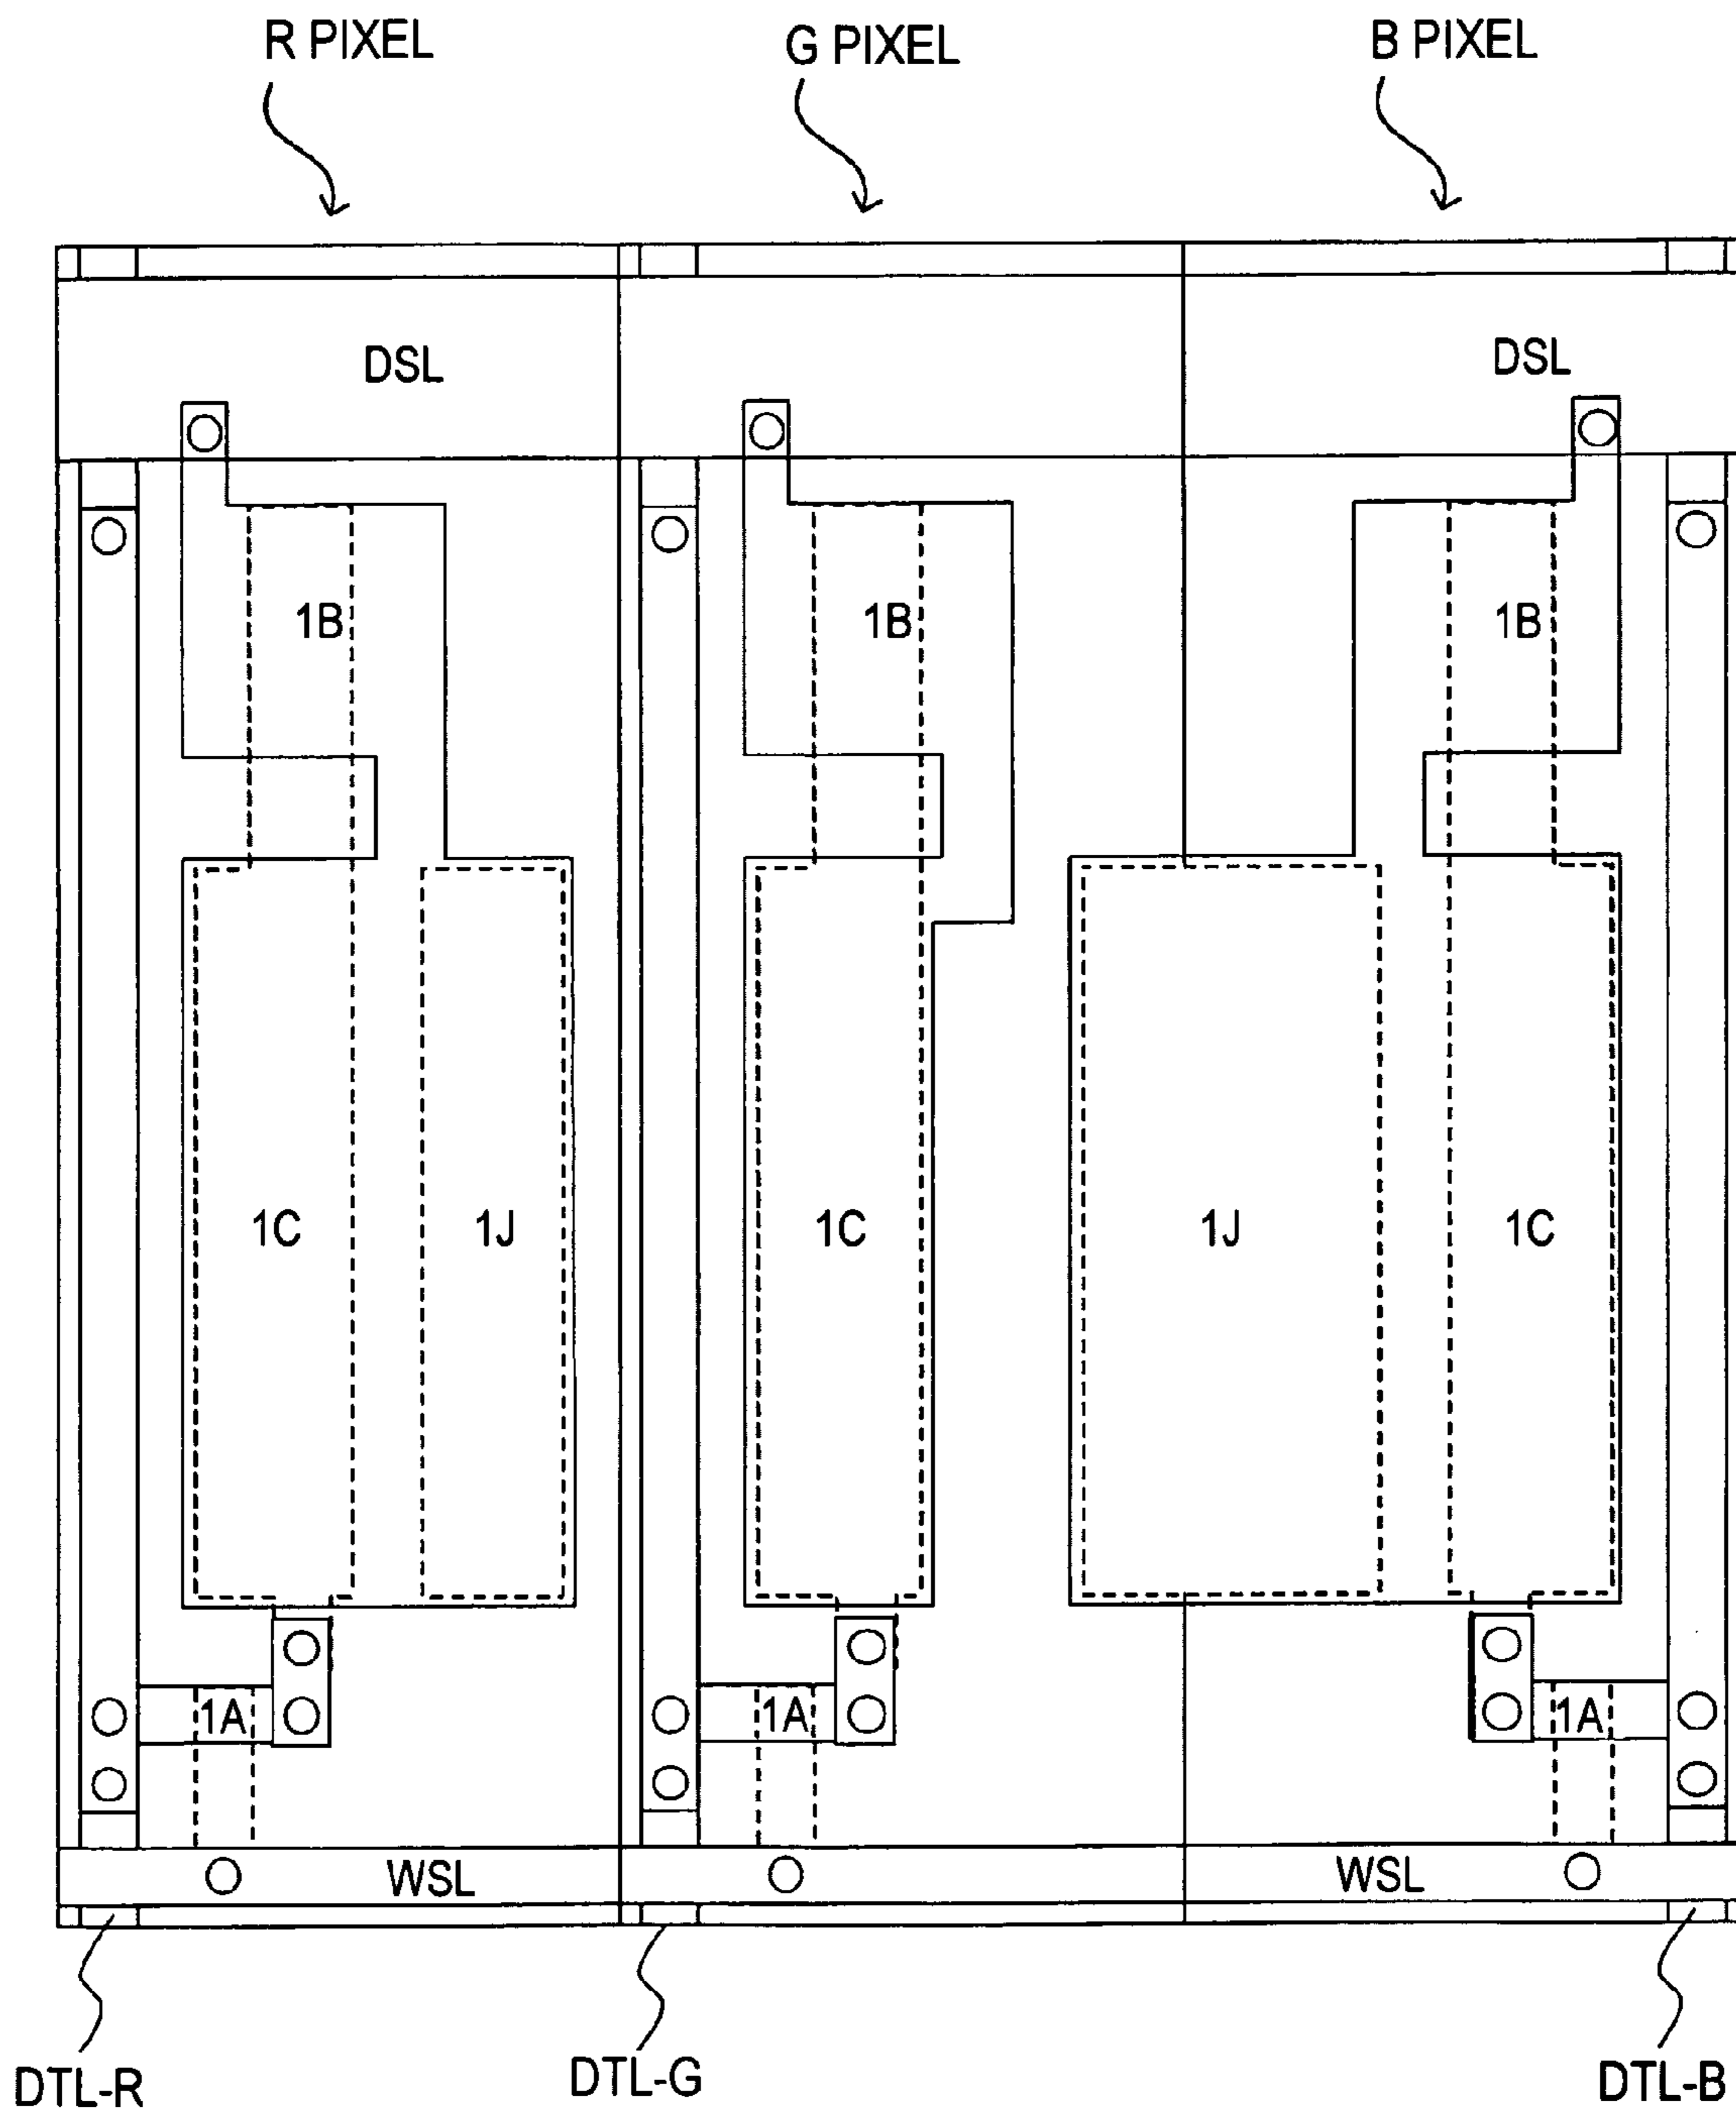 R PIXEL
G PIXEL
B PIXEL
DSL
DSL
1B
1B
1B
1C
1J
1C
1J
1C
1A
1A
1A
WSL
WSL
DTL-R
DTL-G
DTL-B